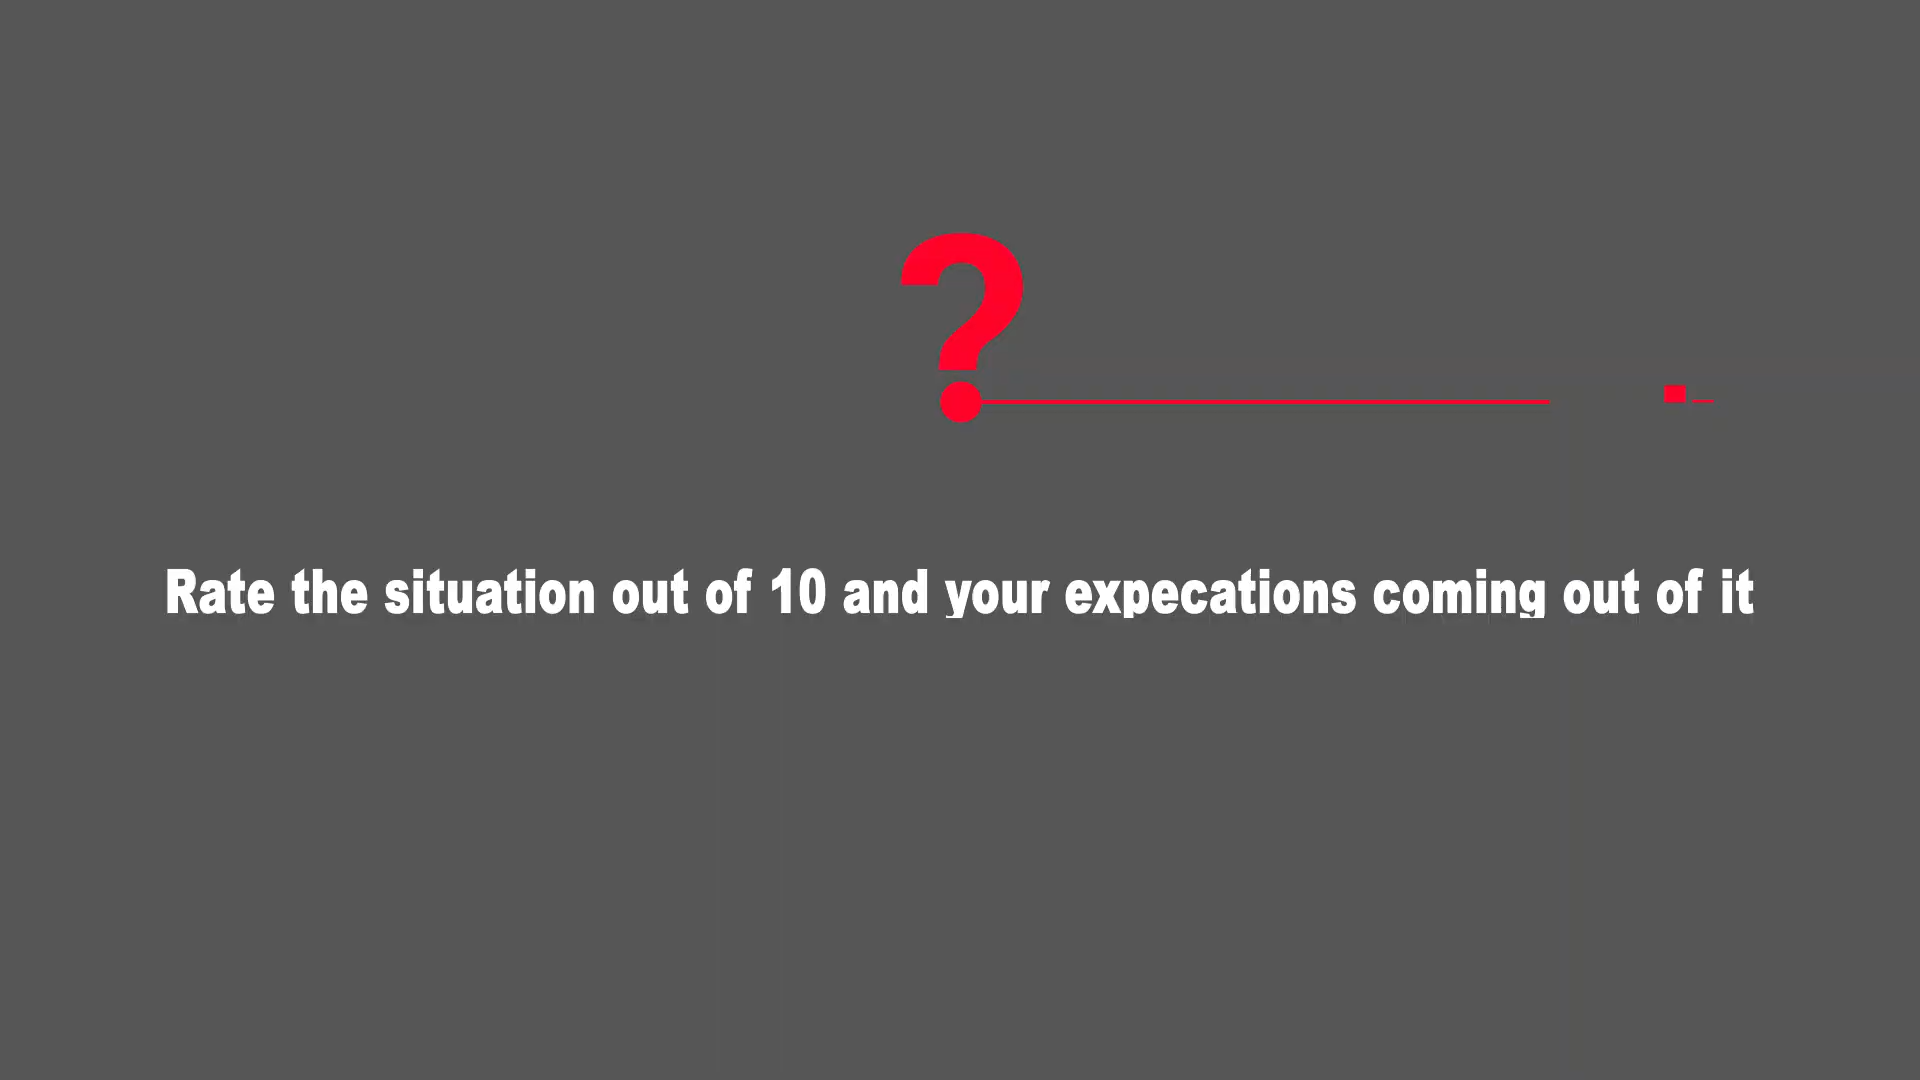 ?
Rate the situation out of 10 and your expecations coming out of it